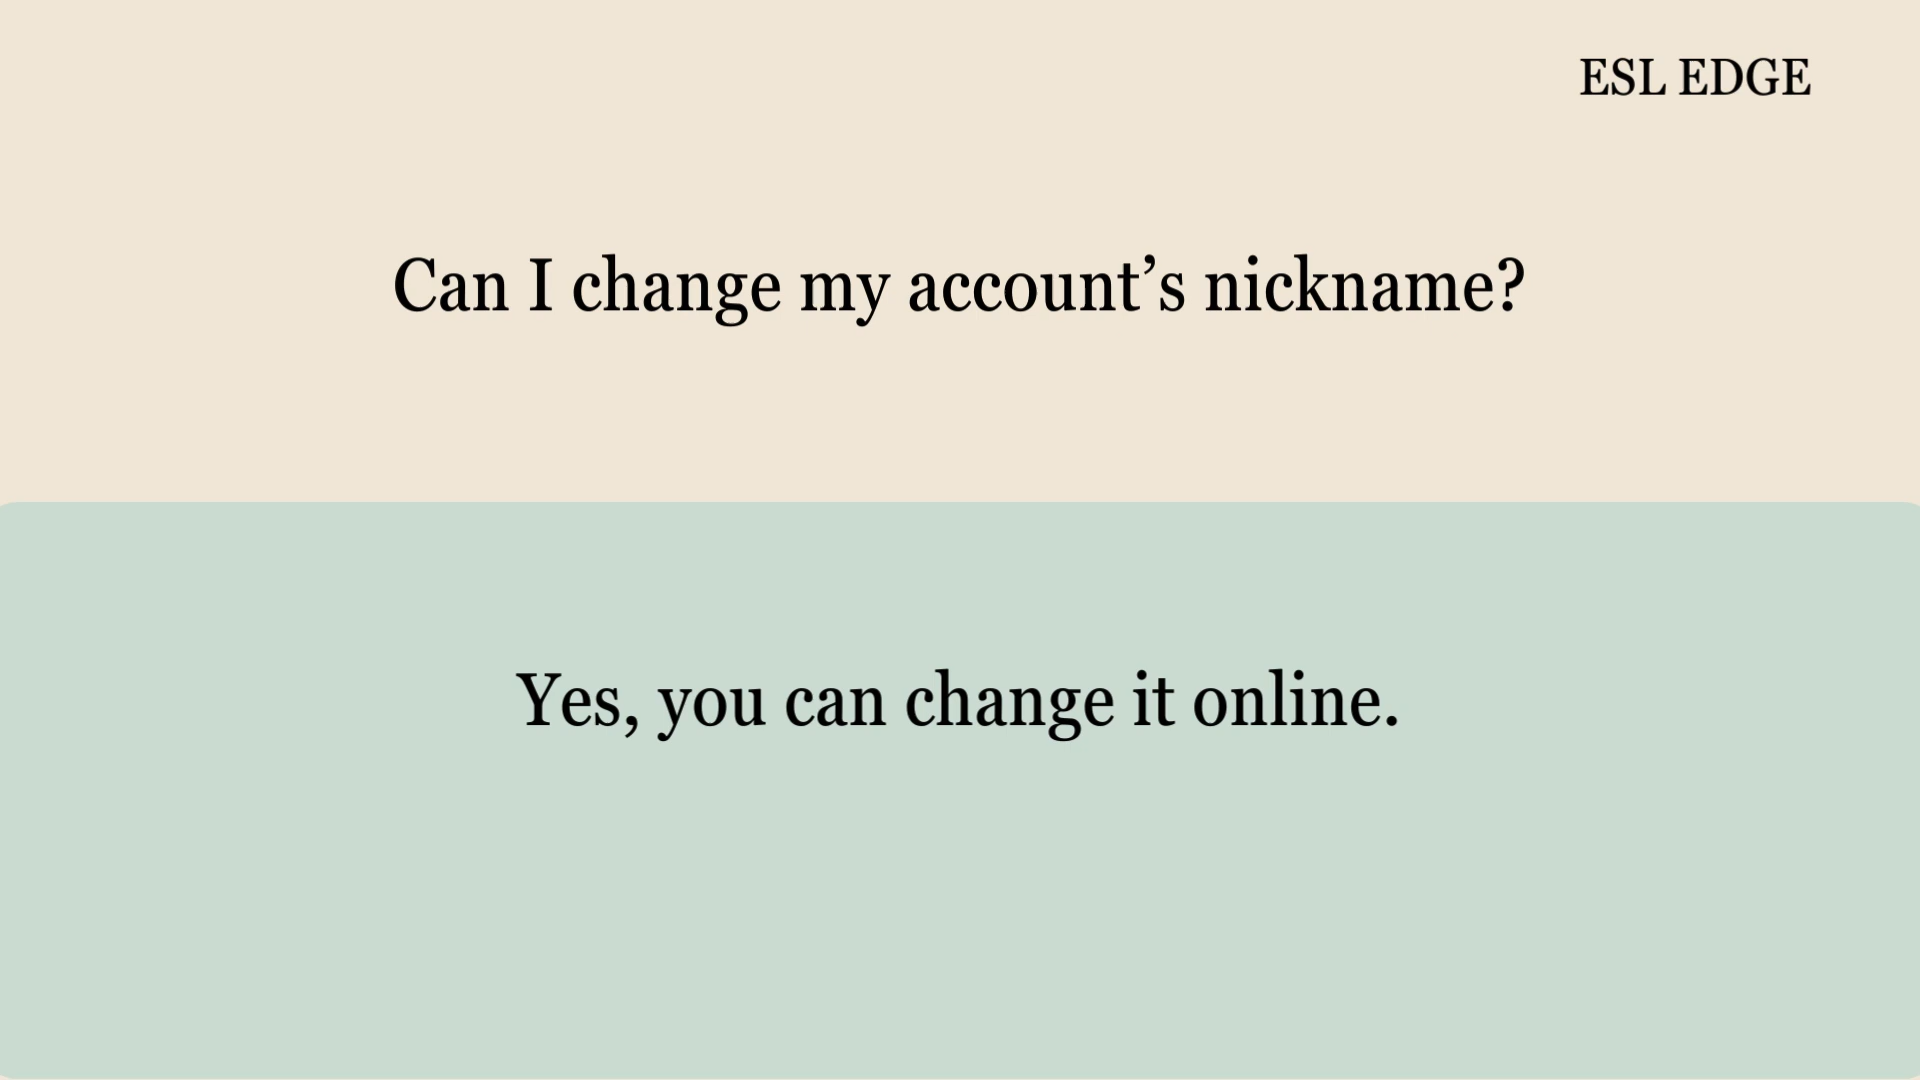 ESL EDGE
Can I change my account’s nickname?
Yes, you can change it online.